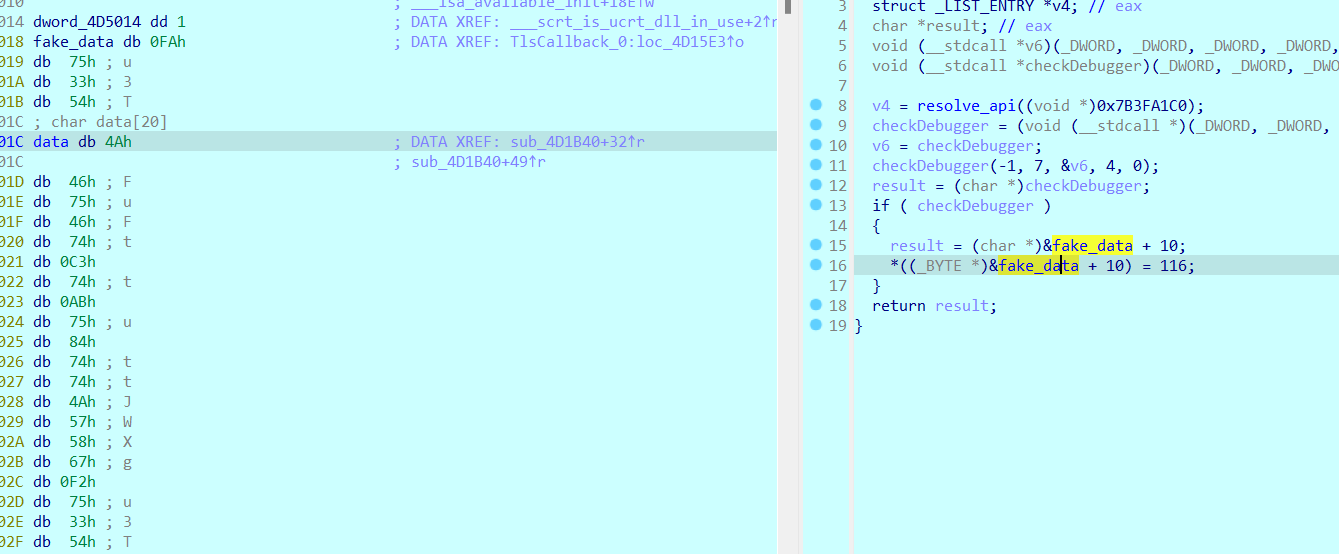 010 ; ___isa_available_init+18E↑w
014 dword_4D5014 dd 1 ; DATA XREF: ___scrt_is_ucrt_dll_in_use+2↑r
018 fake_data db 0FAh ; DATA XREF: TlsCallback_0:loc_4D15E3↑o
019 db 75h ; u
01A db 33h ; 3
01B db 54h ; T
01C ; char data[20]
01C data db 4Ah ; DATA XREF: sub_4D1B40+32↑r
01C ; sub_4D1B40+49↑r
01D db 46h ; F
01E db 75h ; u
01F db 46h ; F
020 db 74h ; t
021 db 0C3h
022 db 74h ; t
023 db 0ABh
024 db 75h ; u
025 db 84h
026 db 74h ; t
027 db 74h ; t
028 db 4Ah ; J
029 db 57h ; W
02A db 58h ; X
02B db 67h ; g
02C db 0F2h
02D db 75h ; u
02E db 33h ; 3
02F db 54h ; T
3 struct _LIST_ENTRY *v4; // eax
4 char *result; // eax
5 void (__stdcall *v6)(_DWORD, _DWORD, _DWORD, _DWORD,
6 void (__stdcall *checkDebugger)(_DWORD, _DWORD, _DWO
7
8 v4 = resolve_api((void *)0x7B3FA1C0);
9 checkDebugger = (void (__stdcall *)(_DWORD, _DWORD,
10 v6 = checkDebugger;
11 checkDebugger(-1, 7, &v6, 4, 0);
12 result = (char *)checkDebugger;
13 if ( checkDebugger )
14 {
15 result = (char *)&fake_data + 10;
16 *((_BYTE *)&fake_data + 10) = 116;
17 }
18 return result;
19 }